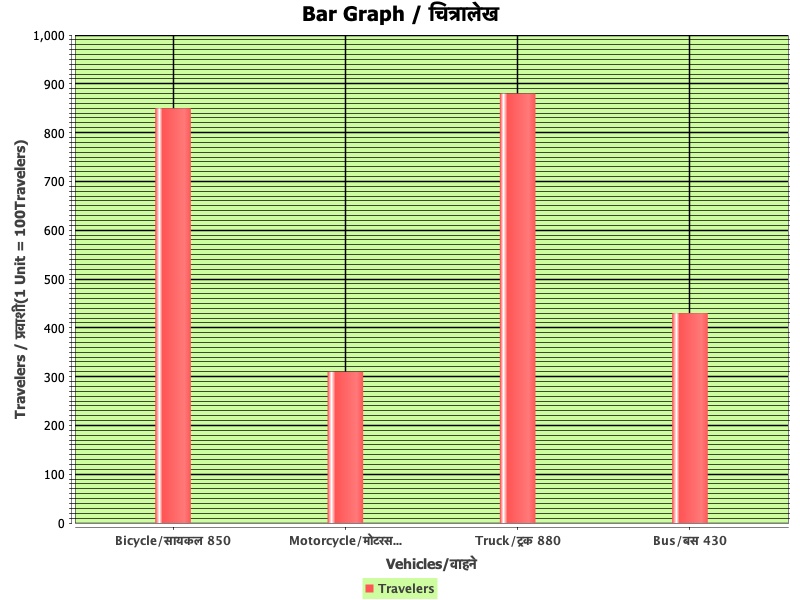 Bar Graph / चित्रालेख
1,000
900
800
700
600
500
400
300
200
100
0
Travelers / प्रवाशी(1 Unit = 100Travelers)
Bicycle/सायकल 850 Motorcycle/मोटरस... Truck/ट्रक 880 Bus/बस 430
Vehicles/वाहने
Travelers